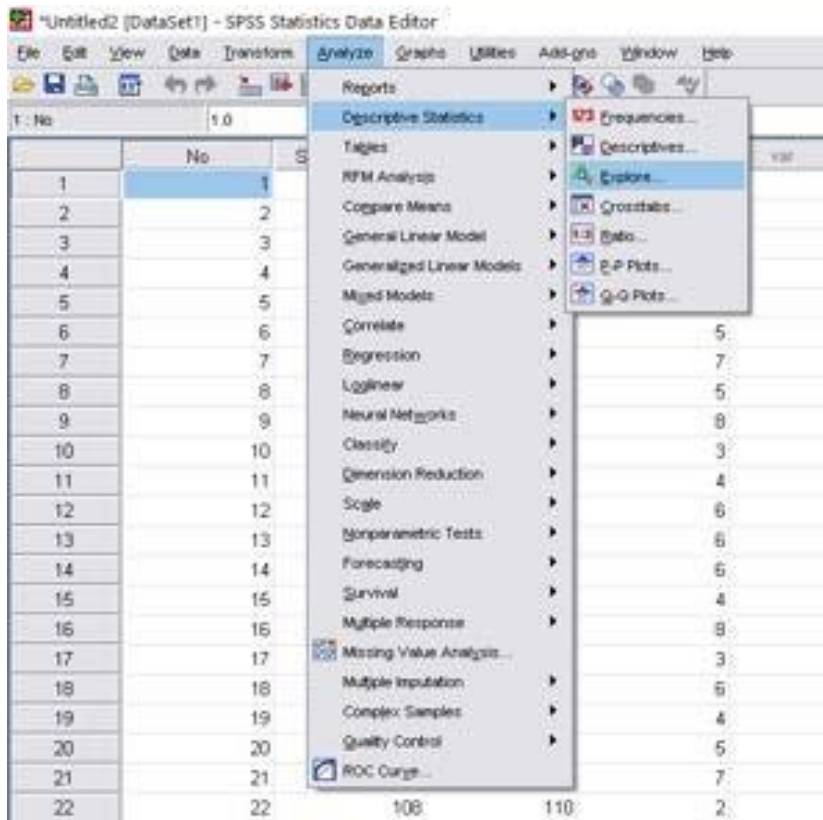 *Untitled2 [DataSet1] - SPSS Statistics Data Editor
File Edit View Data Transform Analyze Graphs Utilities Add-ons Window Help
1 : No 1.0
No S var
Reports
Descriptive Statistics
Tables
RFM Analysis
Compare Means
General Linear Model
Generalized Linear Models
Mixed Models
Correlate
Regression
Loglinear
Neural Networks
Classify
Dimension Reduction
Scale
Nonparametric Tests
Forecasting
Survival
Multiple Response
Missing Value Analysis...
Multiple Imputation
Complex Samples
Quality Control
ROC Curve...
123 Frequencies...
Descriptives...
Explore...
Crosstabs...
Ratio...
P-P Plots...
Q-Q Plots...
1 1
2 2
3 3
4 4
5 5
6 6 5
7 7 7
8 8 5
9 9 8
10 10 3
11 11 4
12 12 6
13 13 6
14 14 6
15 15 4
16 16
17 17 3
18 18 6
19 19 4
20 20 5
21 21 7
22 22 108 110 2